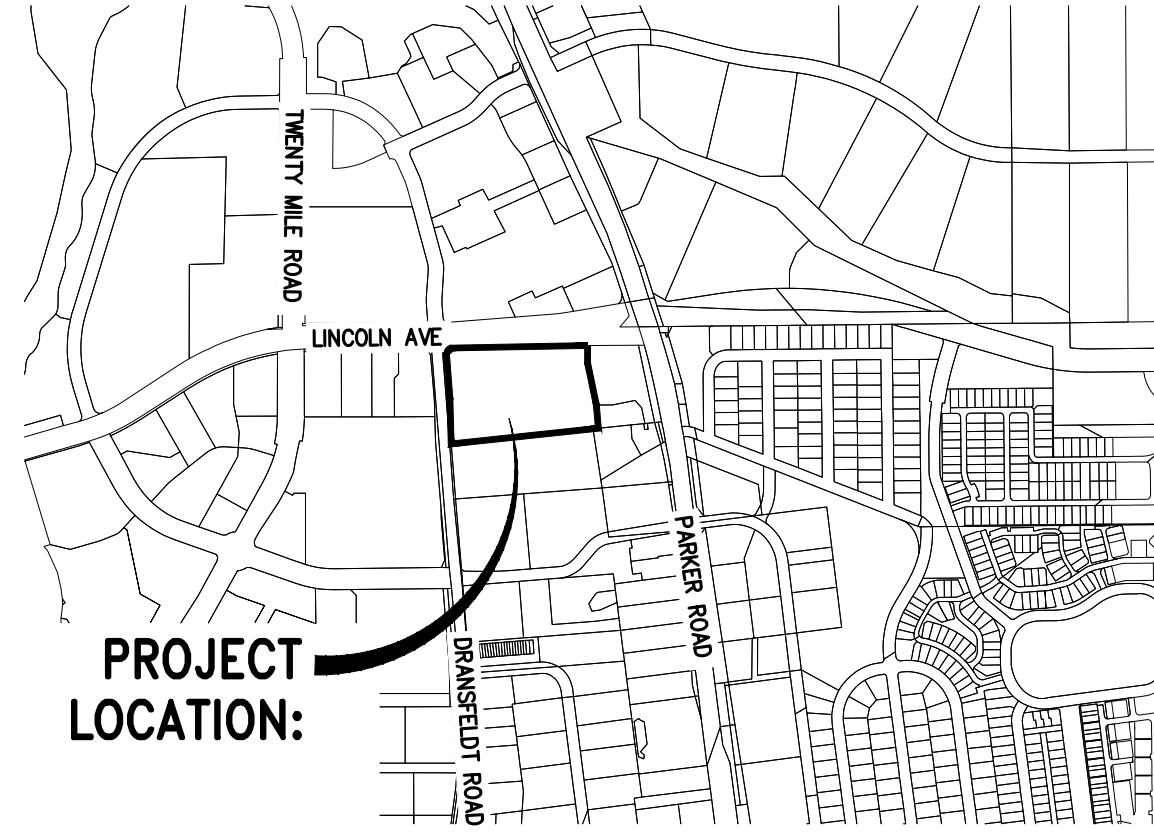 TWENTY MILE ROAD
LINCOLN AVE
PARKER ROAD
PROJECT
LOCATION:
DRANSFELDT ROAD